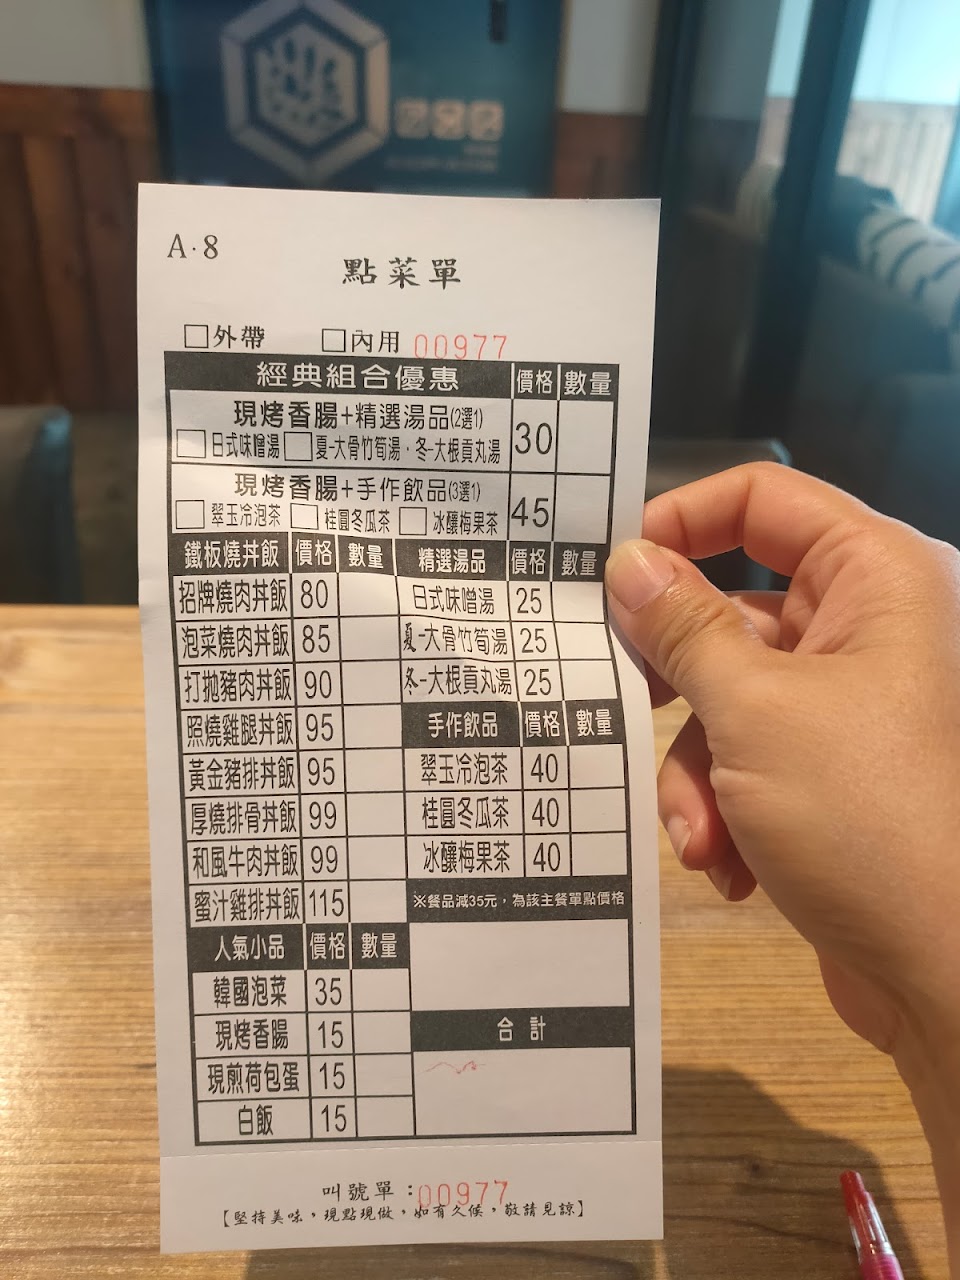 A·8
點菜單
□外帶 □內用 00977
經典組合優惠 價格 數量
現烤香腸+精選湯品(2選1) 30
□日式味噌湯 □夏-大骨竹筍湯·冬-大根貢丸湯
現烤香腸+手作飲品(3選1) 45
□翠玉冷泡茶 □桂圓冬瓜茶 □冰釀梅果茶
鐵板燒丼飯 價格 數量 精選湯品 價格 數量
招牌燒肉丼飯 80 日式味噌湯 25
泡菜燒肉丼飯 85 夏-大骨竹筍湯 25
打拋豬肉丼飯 90 冬-大根貢丸湯 25
照燒雞腿丼飯 95 手作飲品 價格 數量
黃金豬排丼飯 95 翠玉冷泡茶 40
厚燒排骨丼飯 99 桂圓冬瓜茶 40
和風牛肉丼飯 99 冰釀梅果茶 40
蜜汁雞排丼飯 115 ※餐品減35元，為該主餐單點價格
人氣小品 價格 數量
韓國泡菜 35
現烤香腸 15 合計
現煎荷包蛋 15
白飯 15
叫號單：00977
【堅持美味，現點現做，如有久候，敬請見諒】